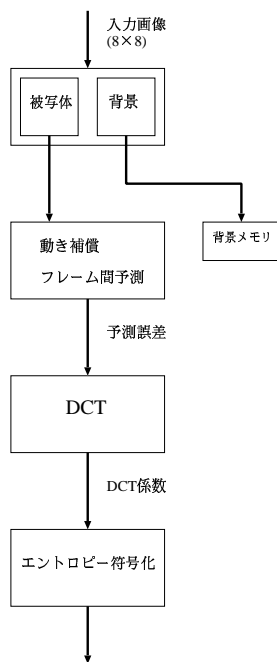 入力画像
(8×8)
被写体
背景
動き補償
フレーム間予測
背景メモリ
予測誤差
DCT
DCT係数
エントロピー符号化